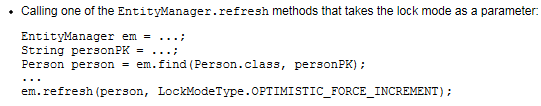 • Calling one of the EntityManager.refresh methods that takes the lock mode as a parameter:
EntityManager em = ...;
String personPK = ...;
Person person = em.find(Person.class, personPK);
...
em.refresh(person, LockModeType.OPTIMISTIC_FORCE_INCREMENT);